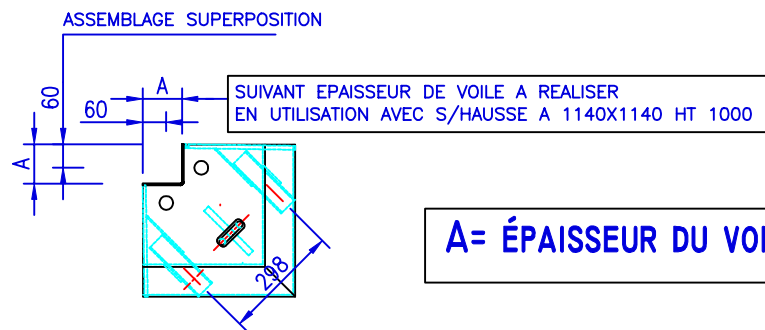 ASSEMBLAGE SUPERPOSITION
A
60
60
A
SUIVANT EPAISSEUR DE VOILE A REALISER
EN UTILISATION AVEC S/HAUSSE A 1140X1140 HT 1000
A= ÉPAISSEUR DU
298